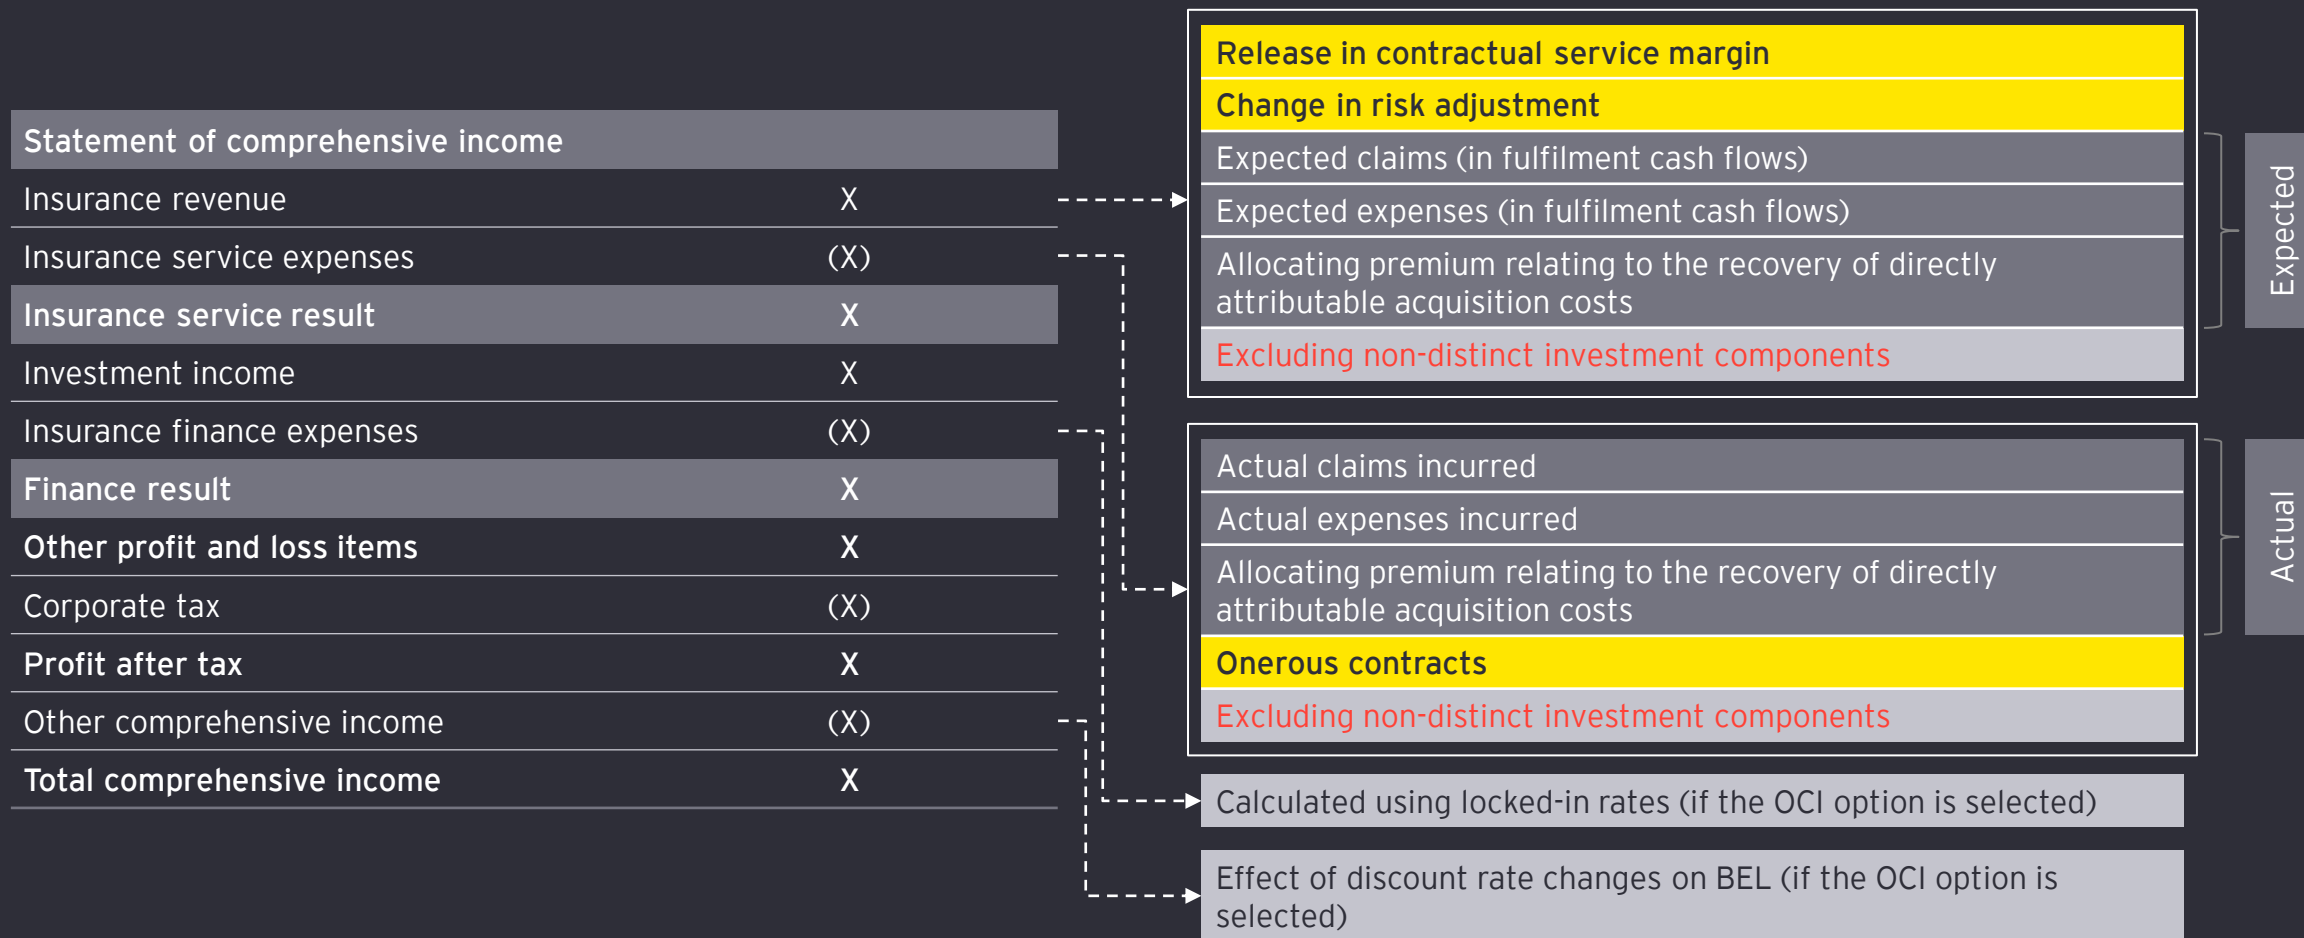 Statement of comprehensive income
Insurance revenue X
Insurance service expenses (X)
Insurance service result X
Investment income X
Insurance finance expenses (X)
Finance result X
Other profit and loss items X
Corporate tax (X)
Profit after tax X
Other comprehensive income (X)
Total comprehensive income X
Release in contractual service margin
Change in risk adjustment
Expected claims (in fulfilment cash flows)
Expected expenses (in fulfilment cash flows)
Allocating premium relating to the recovery of directly
attributable acquisition costs
Excluding non-distinct investment components
Expected
Actual claims incurred
Actual expenses incurred
Allocating premium relating to the recovery of directly
attributable acquisition costs
Onerous contracts
Excluding non-distinct investment components
Actual
Calculated using locked-in rates (if the OCI option is selected)
Effect of discount rate changes on BEL (if the OCI option is
selected)